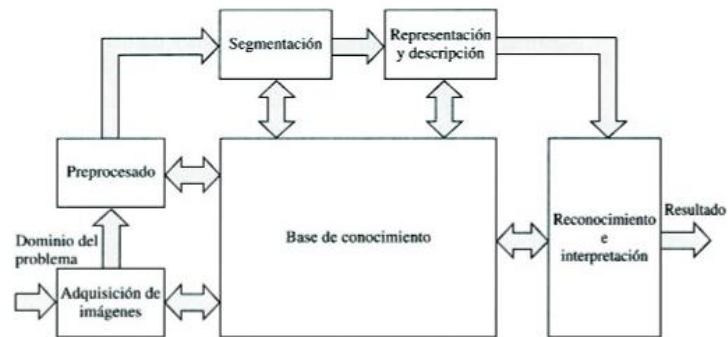 Segmentación
Representación
y descripción
Preprocesado
Base de conocimiento
Reconocimiento
e
interpretación
Resultado
Dominio del
problema
Adquisición de
imágenes